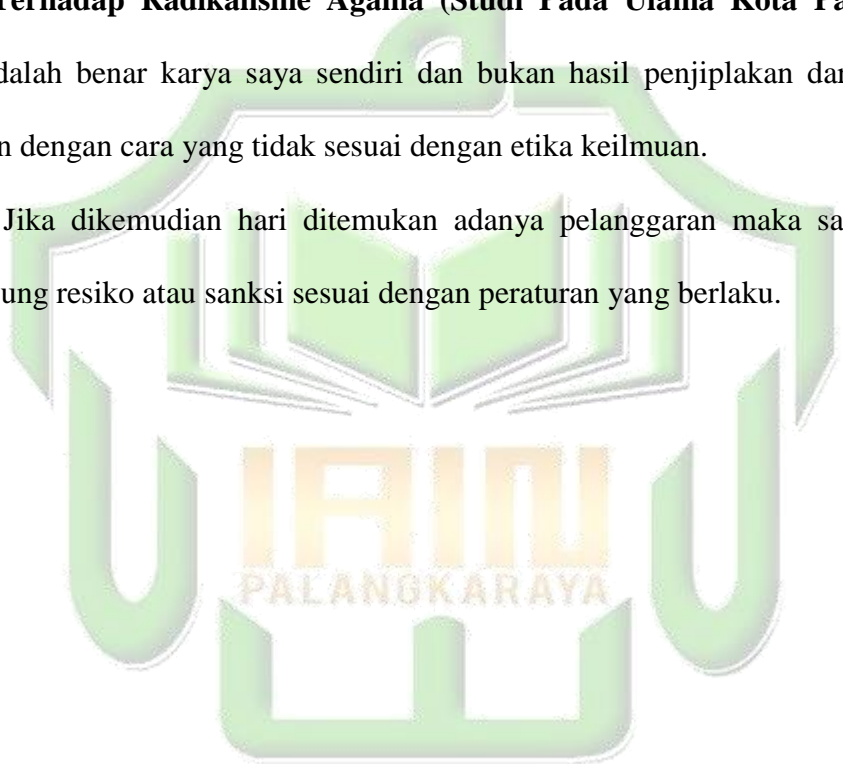 Terhadap Radikalisme Agama (Studi Pada Ulama Kota Pa
dalah benar karya saya sendiri dan bukan hasil penjiplakan dar
n dengan cara yang tidak sesuai dengan etika keilmuan.
Jika dikemudian hari ditemukan adanya pelanggaran maka sa
ung resiko atau sanksi sesuai dengan peraturan yang berlaku.
IAIN
PALANGKARAYA